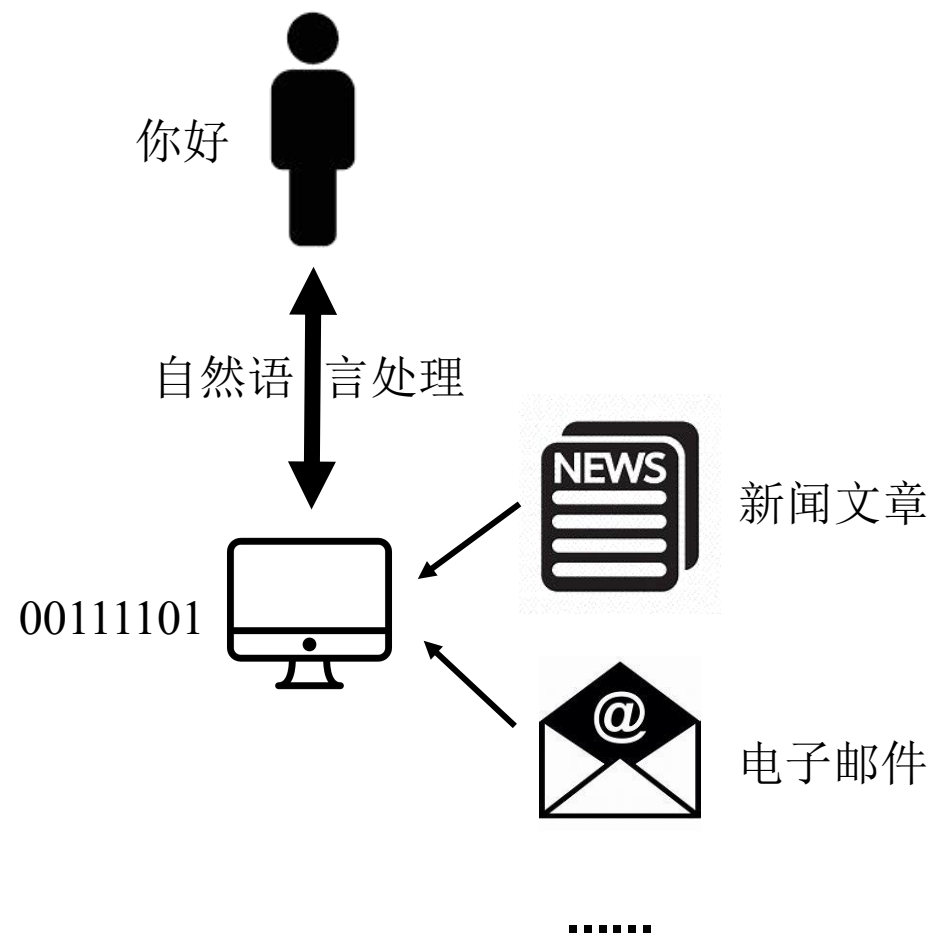 你好
自然语言处理
NEWS
新闻文章
00111101
@
电子邮件
......